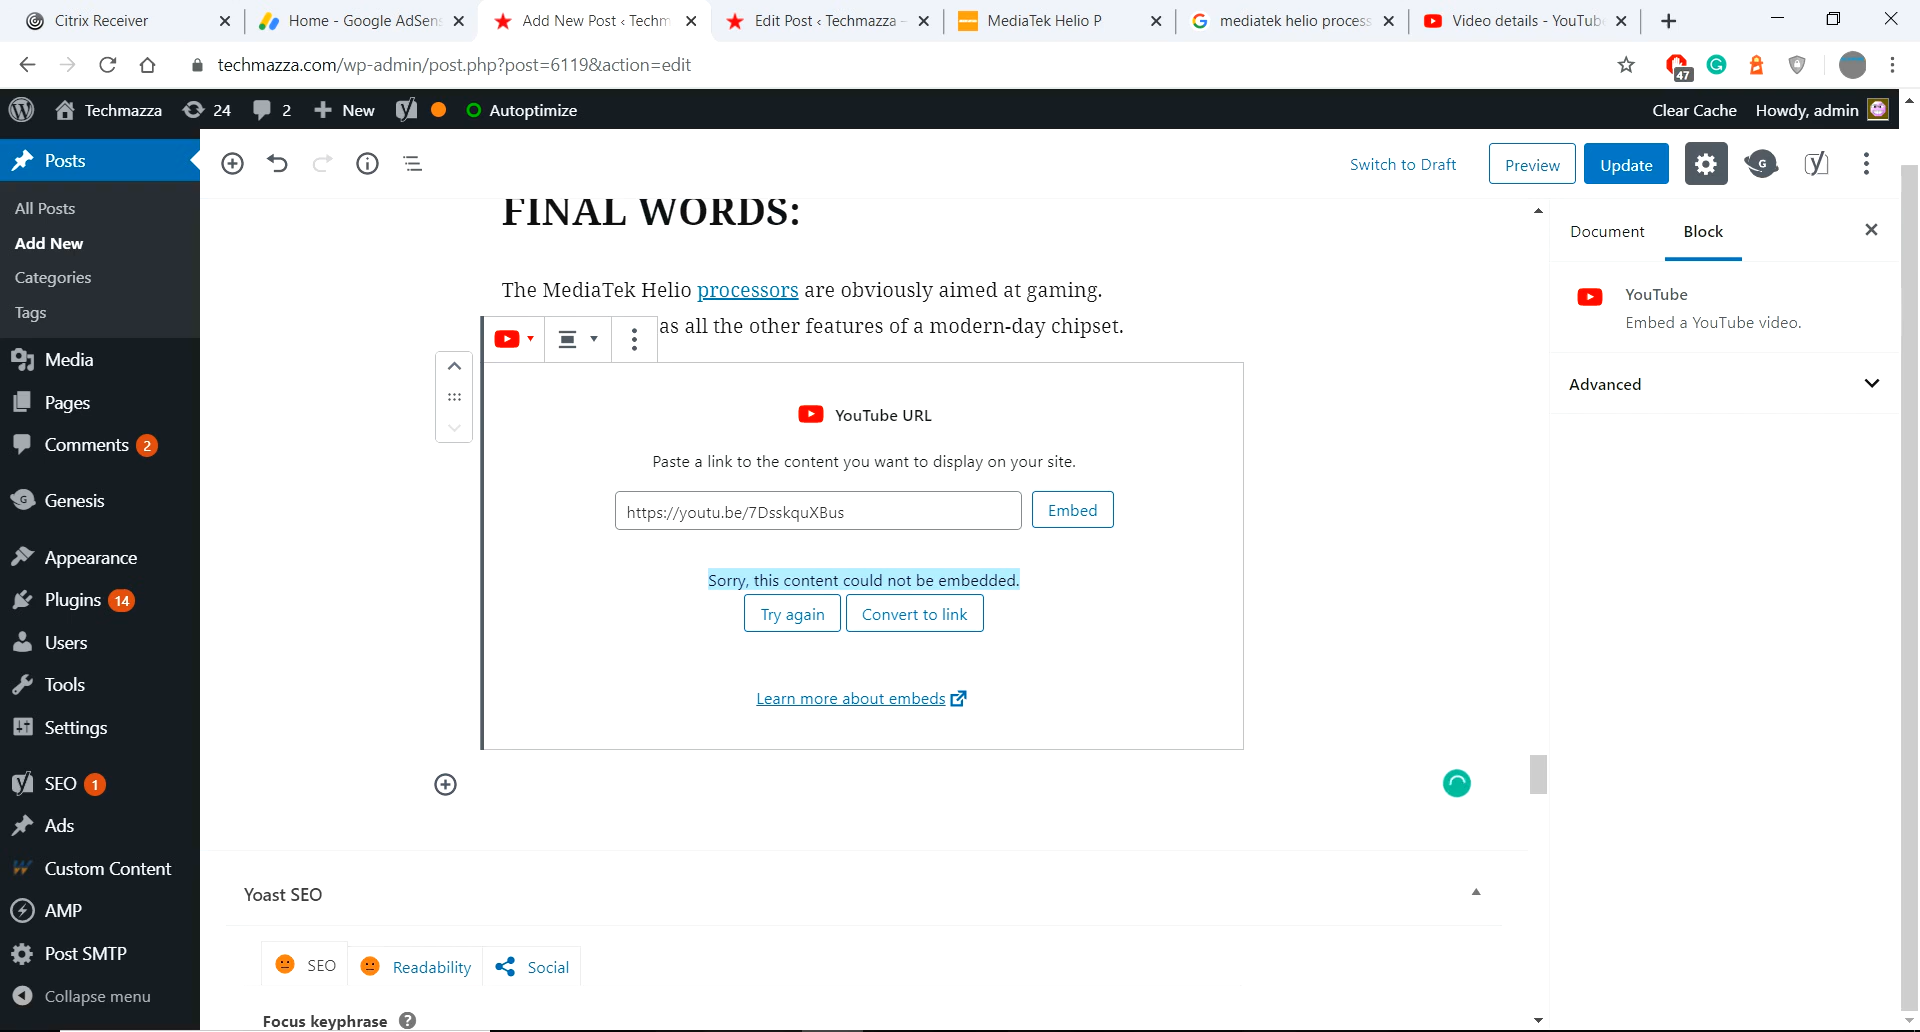 Citrix Receiver
Home - Google AdSens
Add New Post ‹ Techm
Edit Post ‹ Techmazza -
MediaTek Helio P
mediatek helio process
Video details - YouTub
techmazza.com/wp-admin/post.php?post=6119&action=edit
47
Techmazza
24
2
New
Autoptimize
Clear Cache
Howdy, admin
Posts
All Posts
Add New
Categories
Tags
Media
Pages
Comments 2
Genesis
Appearance
Plugins 14
Users
Tools
Settings
SEO 1
Ads
Custom Content
AMP
Post SMTP
Collapse menu
Switch to Draft
Preview
Update
G
FINAL WORDS:
The MediaTek Helio processors are obviously aimed at gaming.
as all the other features of a modern-day chipset.
YouTube URL
Paste a link to the content you want to display on your site.
https://youtu.be/7DsskquXBus
Embed
Sorry, this content could not be embedded.
Try again
Convert to link
Learn more about embeds
Yoast SEO
SEO
Readability
Social
Focus keyphrase ?
Document
Block
YouTube
Embed a YouTube video.
Advanced